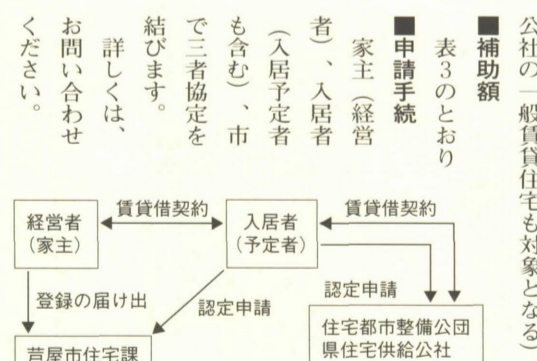 公社の一般賃貸住宅も対象となる）
■補助額
表3のとおり
■申請手続
家主（経営
者）、入居者
（入居予定者
も含む）、市
で三者協定を
結びます。
詳しくは、
お問い合わせ
ください。
経営者
（家主）
賃貸借契約
入居者
（予定者）
賃貸借契約
登録の届け出
認定申請
認定申請
芦屋市住宅課
住宅都市整備公団
県住宅供給公社